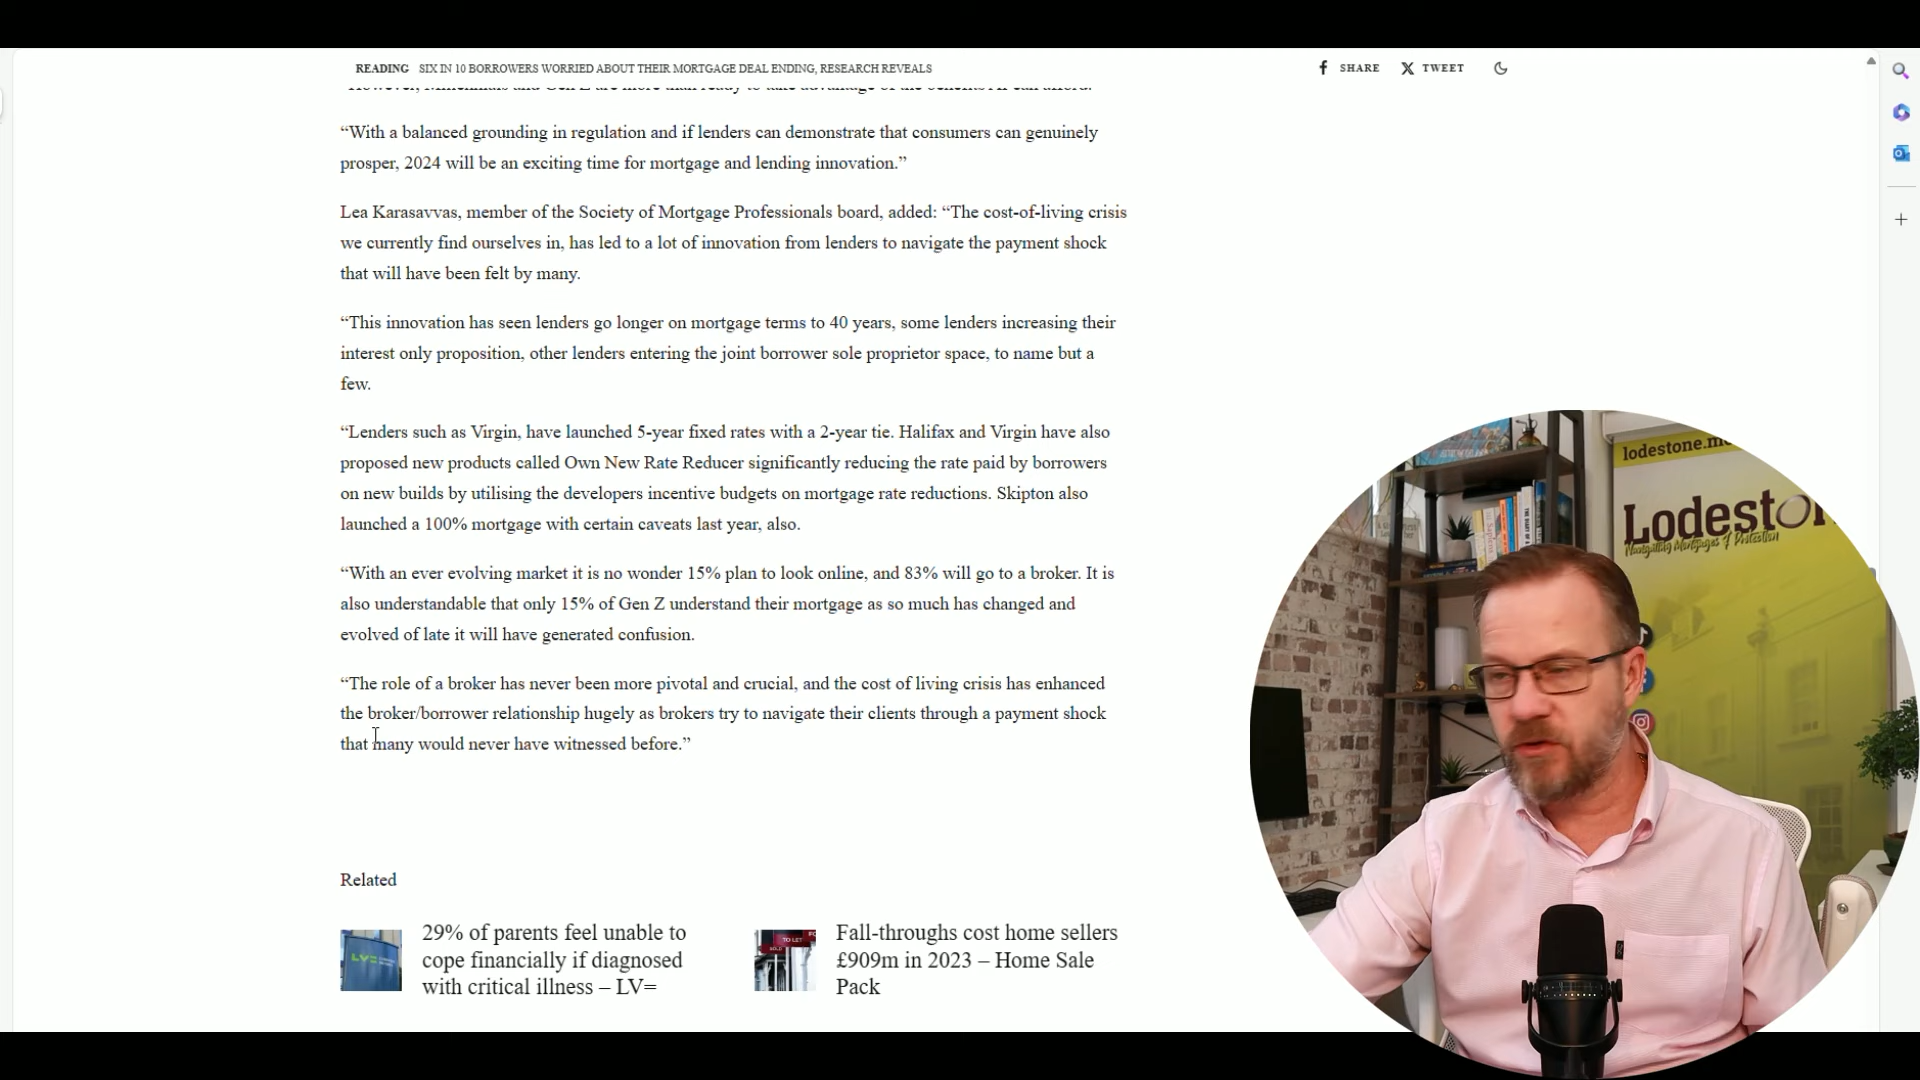 READING SIX IN 10 BORROWERS WORRIED ABOUT THEIR MORTGAGE DEAL ENDING, RESEARCH REVEALS
SHARE
TWEET
“With a balanced grounding in regulation and if lenders can demonstrate that consumers can genuinely
prosper, 2024 will be an exciting time for mortgage and lending innovation.”
Lea Karasavvas, member of the Society of Mortgage Professionals board, added: “The cost-of-living crisis
we currently find ourselves in, has led to a lot of innovation from lenders to navigate the payment shock
that will have been felt by many.
“This innovation has seen lenders go longer on mortgage terms to 40 years, some lenders increasing their
interest only proposition, other lenders entering the joint borrower sole proprietor space, to name but a
few.
“Lenders such as Virgin, have launched 5-year fixed rates with a 2-year tie. Halifax and Virgin have also
proposed new products called Own New Rate Reducer significantly reducing the rate paid by borrowers
on new builds by utilising the developers incentive budgets on mortgage rate reductions. Skipton also
launched a 100% mortgage with certain caveats last year, also.
“With an ever evolving market it is no wonder 15% plan to look online, and 83% will go to a broker. It is
also understandable that only 15% of Gen Z understand their mortgage as so much has changed and
evolved of late it will have generated confusion.
“The role of a broker has never been more pivotal and crucial, and the cost of living crisis has enhanced
the broker/borrower relationship hugely as brokers try to navigate their clients through a payment shock
that many would never have witnessed before.”
Related
29% of parents feel unable to
cope financially if diagnosed
with critical illness – LV=
Fall-throughs cost home sellers
£909m in 2023 – Home Sale
Pack
TO LET
lodestone.m
Lodeston
Navigating Mortgages & Protection